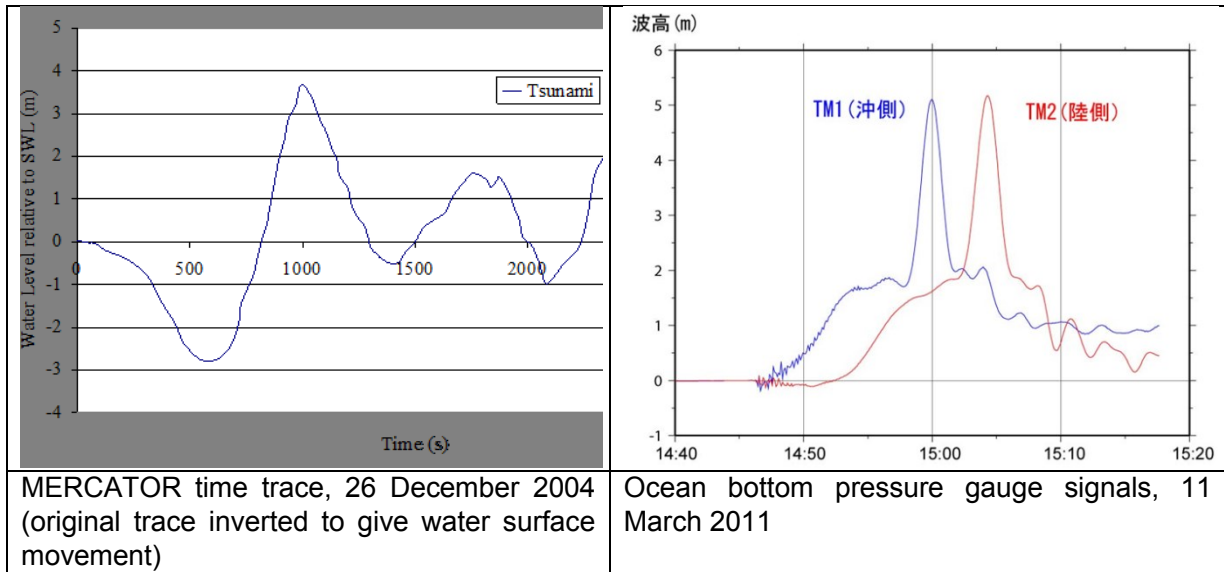 5
4
3
2
1
0
-1
-2
-3
-4
Water Level relative to SWL (m)
0
500
1000
1500
2000
Tsunami
Time (s)
波高(m)
6
5
4
3
2
1
0
-1
TM1(沖側)
TM2(陸側)
14:40
14:50
15:00
15:10
15:20
MERCATOR time trace, 26 December 2004
(original trace inverted to give water surface
movement)
Ocean bottom pressure gauge signals, 11
March 2011